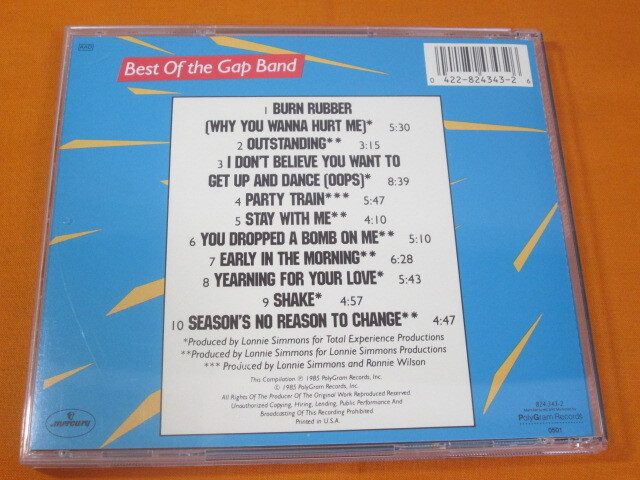 Best Of the Gap Band
0 422-824343-2 6
1 BURN RUBBER
(WHY YOU WANNA HURT ME)* 5:30
2 OUTSTANDING** 3:15
3 I DON'T BELIEVE YOU WANT TO
GET UP AND DANCE (OOPS)* 8:39
4 PARTY TRAIN*** 5:47
5 STAY WITH ME** 4:10
6 YOU DROPPED A BOMB ON ME** 5:10
7 EARLY IN THE MORNING** 6:28
8 YEARNING FOR YOUR LOVE* 5:43
9 SHAKE* 4:57
10 SEASON'S NO REASON TO CHANGE** 4:47
*Produced by Lonnie Simmons for Total Experience Productions
**Produced by Lonnie Simmons for Lonnie Simmons Productions
*** Produced by Lonnie Simmons and Ronnie Wilson
This Compilation ℗ 1985 PolyGram Records, Inc.
© 1985 PolyGram Records, Inc.
All Rights Of The Producer Of The Original Work Reproduced Reserved
Unauthorized Copying, Hiring, Lending, Public Performance And
Broadcasting Of This Recording Prohibited.
Printed in U.S.A.
mercury
824 343-2
PolyGram Records